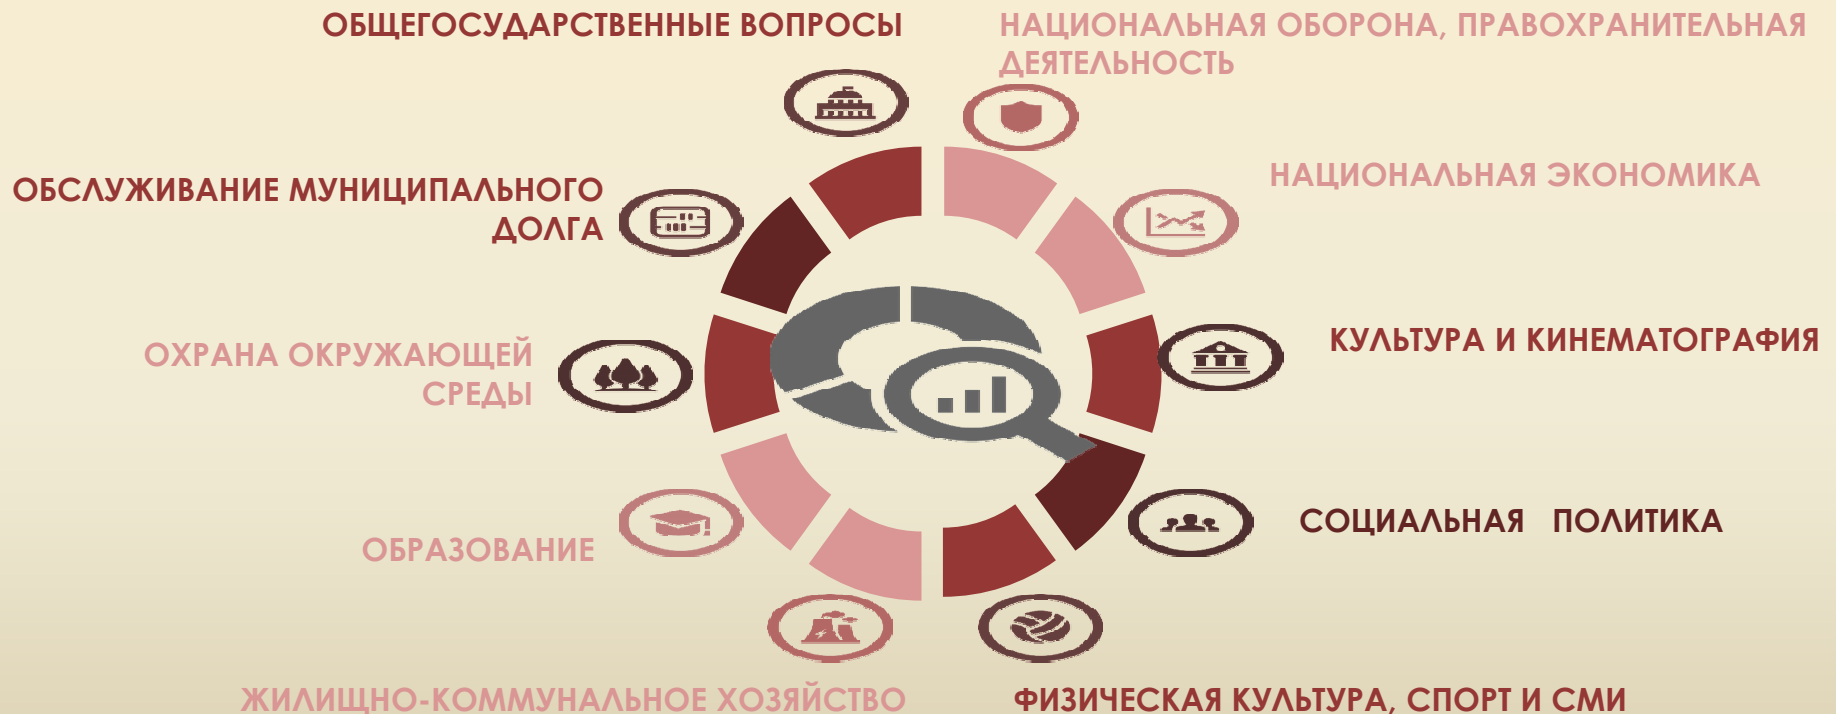 ОБЩЕГОСУДАРСТВЕННЫЕ ВОПРОСЫ
НАЦИОНАЛЬНАЯ ОБОРОНА, ПРАВОХРАНИТЕЛЬНАЯ
ДЕЯТЕЛЬНОСТЬ
ОБСЛУЖИВАНИЕ МУНИЦИПАЛЬНОГО
ДОЛГА
НАЦИОНАЛЬНАЯ ЭКОНОМИКА
ОХРАНА ОКРУЖАЮЩЕЙ
СРЕДЫ
КУЛЬТУРА И КИНЕМАТОГРАФИЯ
ОБРАЗОВАНИЕ
СОЦИАЛЬНАЯ ПОЛИТИКА
ЖИЛИЩНО-КОММУНАЛЬНОЕ ХОЗЯЙСТВО
ФИЗИЧЕСКАЯ КУЛЬТУРА, СПОРТ И СМИ